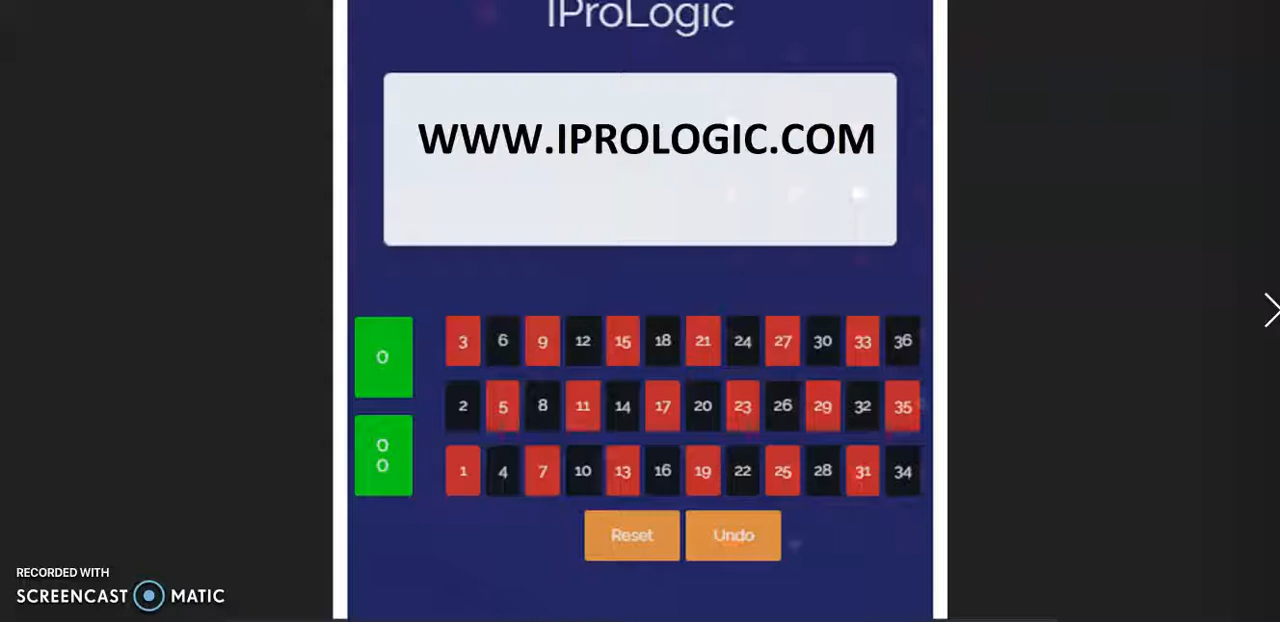 IProLogic
WWW.IPROLOGIC.COM
0
3 6 9 12 15 18 21 24 27 30 33 36
2 5 8 11 14 17 20 23 26 29 32 35
0
0
1 4 7 10 13 16 19 22 25 28 31 34
Reset Undo
RECORDED WITH
SCREENCAST MATIC